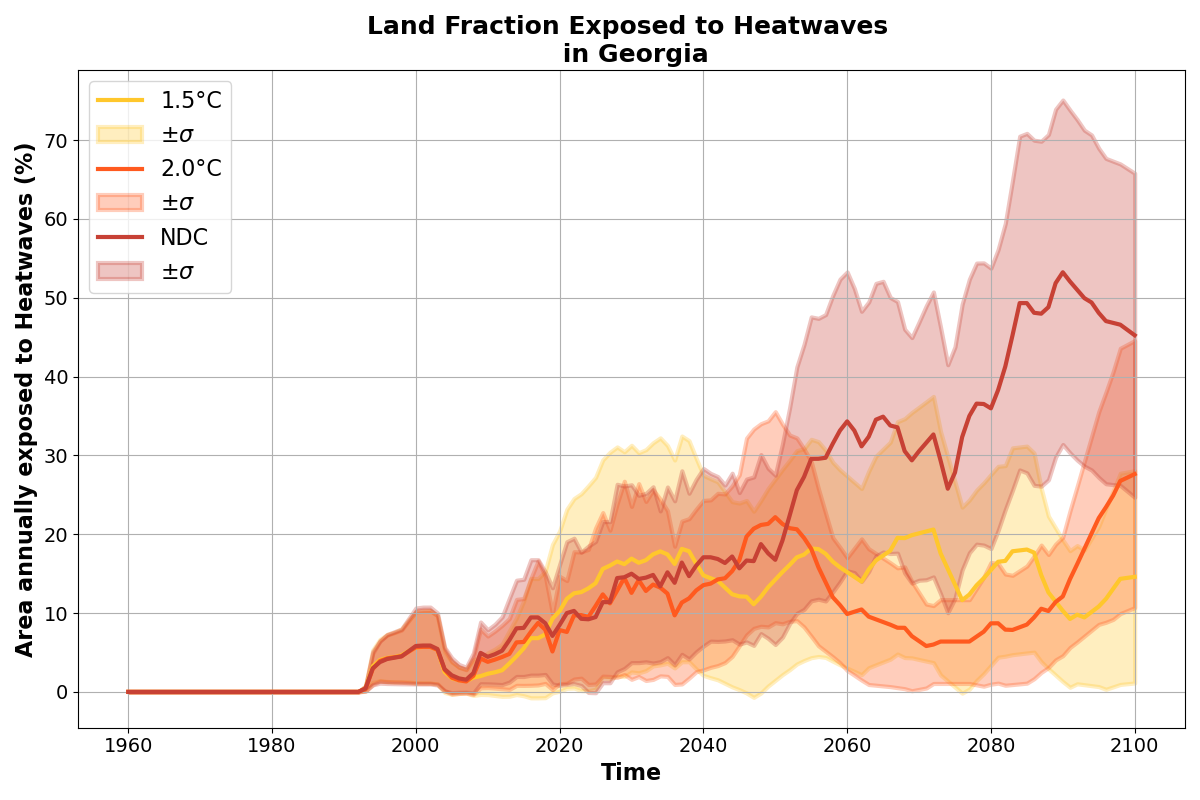 Land Fraction Exposed to Heatwaves
in Georgia
Area annually exposed to Heatwaves (%)
1.5°C
±σ
2.0°C
±σ
NDC
±σ
70
60
50
40
30
20
10
0
1960 1980 2000 2020 2040 2060 2080 2100
Time